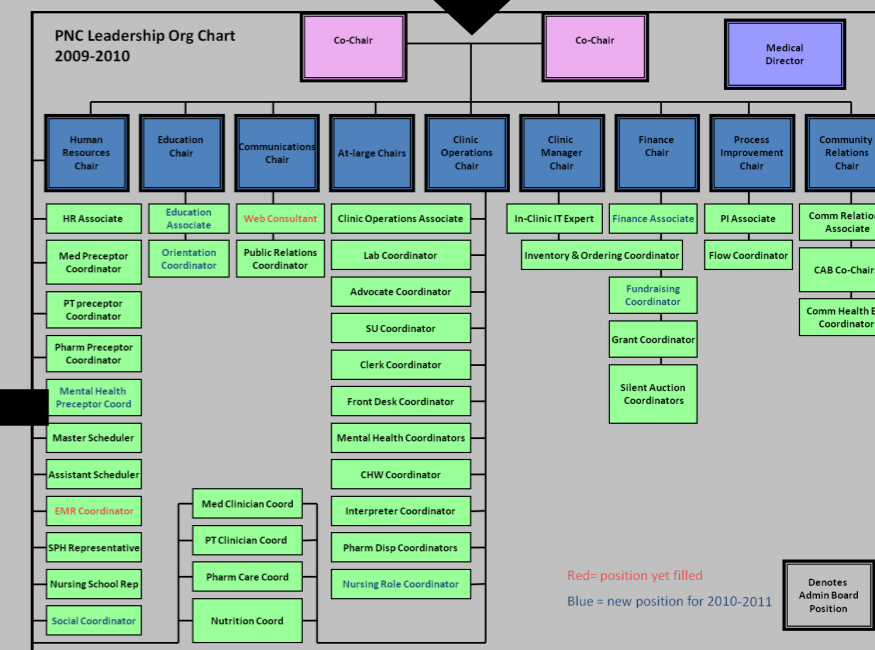 PNC Leadership Org Chart
2009-2010
Co-Chair
Co-Chair
Medical
Director
Human
Resources
Chair
Education
Chair
Communications
Chair
At-large Chairs
Clinic
Operations
Chair
Clinic
Manager
Chair
Finance
Chair
Process
Improvement
Chair
Community
Relations
Chair
HR Associate
Med Preceptor
Coordinator
PT preceptor
Coordinator
Pharm Preceptor
Coordinator
Mental Health
Preceptor Coord
Master Scheduler
Assistant Scheduler
EMR Coordinator
SPH Representative
Nursing School Rep
Social Coordinator
Education
Associate
Orientation
Coordinator
Web Consultant
Public Relations
Coordinator
Med Clinician Coord
PT Clinician Coord
Pharm Care Coord
Nutrition Coord
Clinic Operations Associate
Lab Coordinator
Advocate Coordinator
SU Coordinator
Clerk Coordinator
Front Desk Coordinator
Mental Health Coordinators
CHW Coordinator
Interpreter Coordinator
Pharm Disp Coordinators
Nursing Role Coordinator
In-Clinic IT Expert
Inventory & Ordering Coordinator
Finance Associate
Fundraising
Coordinator
Grant Coordinator
Silent Auction
Coordinators
PI Associate
Flow Coordinator
Comm Relation
Associate
CAB Co-Chair
Comm Health E
Coordinator
Red= position yet filled
Blue = new position for 2010-2011
Denotes
Admin Board
Position